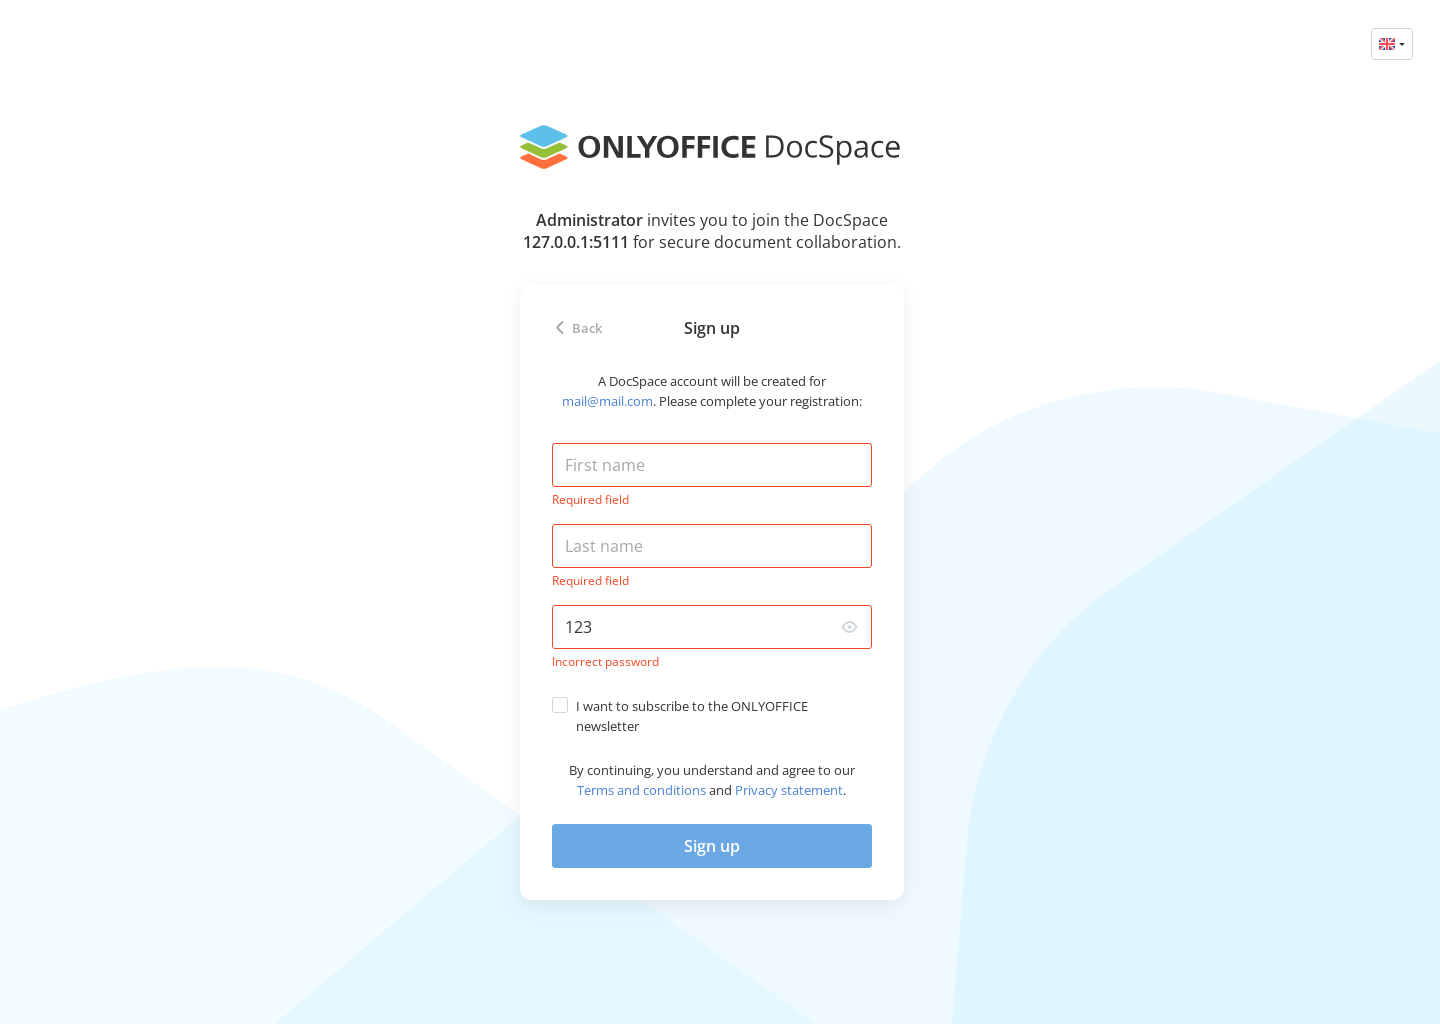 ONLYOFFICE DocSpace
Administrator invites you to join the DocSpace
127.0.0.1:5111 for secure document collaboration.
Back
Sign up
A DocSpace account will be created for
mail@mail.com. Please complete your registration:
First name
Required field
Last name
Required field
123
Incorrect password
I want to subscribe to the ONLYOFFICE
newsletter
By continuing, you understand and agree to our
Terms and conditions and Privacy statement.
Sign up